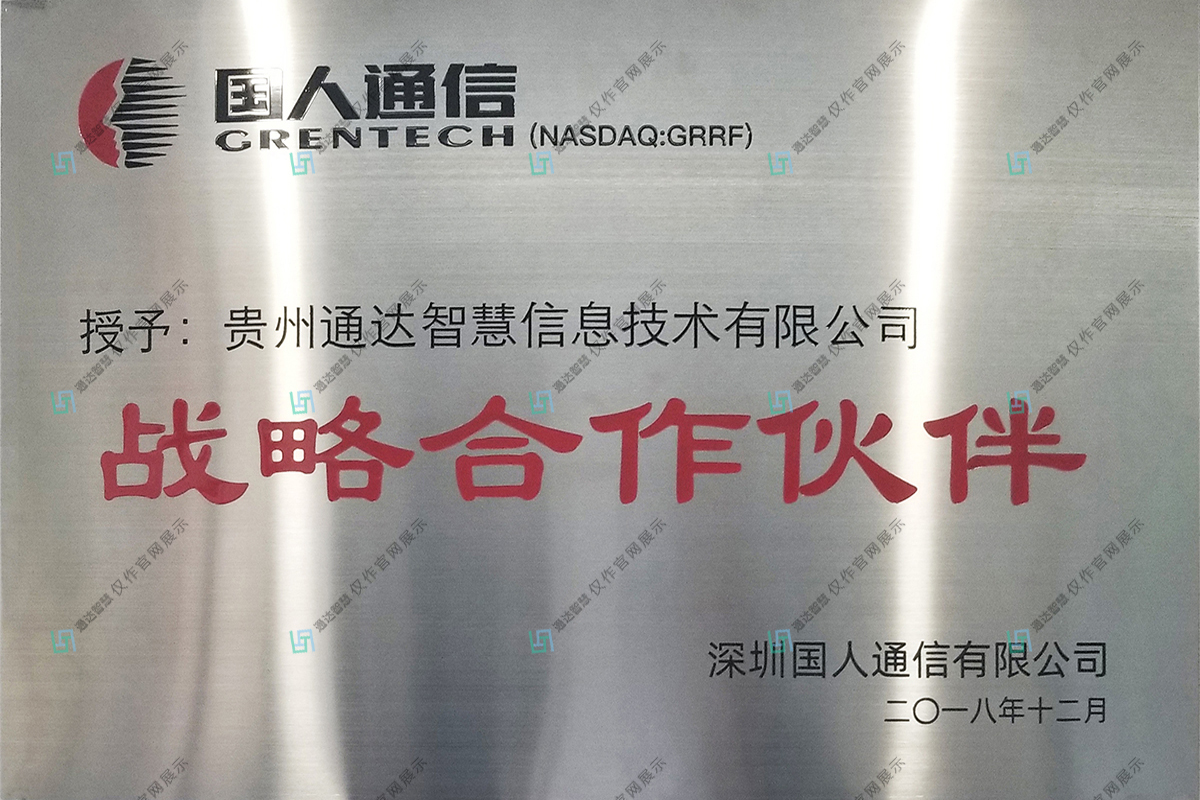 国人通信
GRENTECH (NASDAQ:GRRF)
授予：贵州通达智慧信息技术有限公司
战略合作伙伴
深圳国人通信有限公司
二〇一八年十二月
通达智慧 仅作官网展示